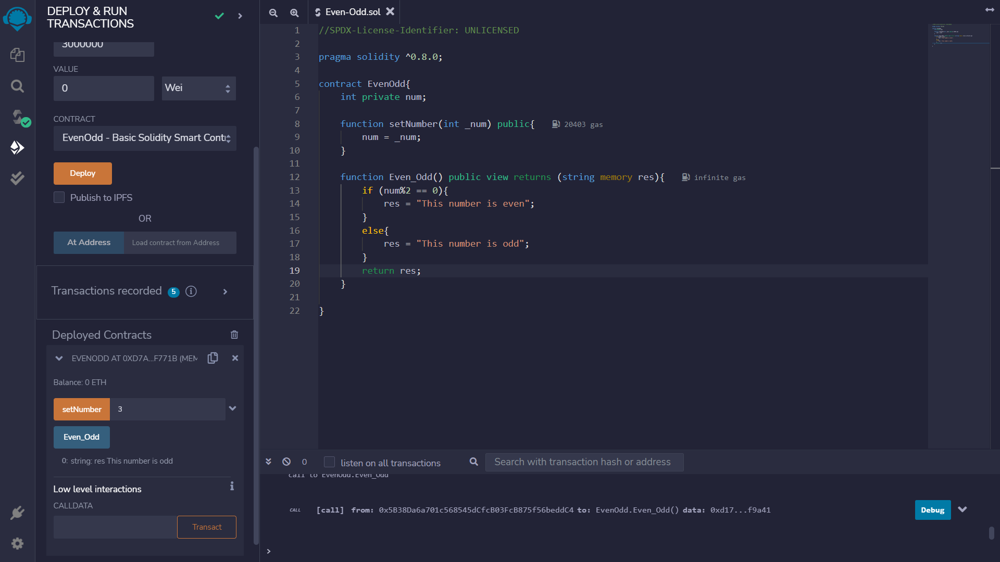 DEPLOY & RUN
TRANSACTIONS
3000000
VALUE
0
Wei
CONTRACT
EvenOdd - Basic Solidity Smart Contr
Deploy
Publish to IPFS
OR
At Address
Load contract from Address
Transactions recorded 5 i
Deployed Contracts
EVENODD AT 0XD7A...F771B (MEM
Balance: 0 ETH
setNumber
3
Even_Odd
0: string: res This number is odd
Low level interactions
i
CALLDATA
Transact
Even-Odd.sol
1 //SPDX-License-Identifier: UNLICENSED
2
3 pragma solidity ^0.8.0;
4
5 contract EvenOdd{
6 int private num;
7
8 function setNumber(int _num) public{ 20403 gas
9 num = _num;
10 }
11
12 function Even_Odd() public view returns (string memory res){ infinite gas
13 if (num%2 == 0){
14 res = "This number is even";
15 }
16 else{
17 res = "This number is odd";
18 }
19 return res;
20 }
21
22 }
0
listen on all transactions
Search with transaction hash or address
call to EvenOdd.Even_Odd
CALL [call] from: 0x5B38Da6a701c568545dCfcB03FcB875f56beddC4 to: EvenOdd.Even_Odd() data: 0xd17...f9a41
Debug
>